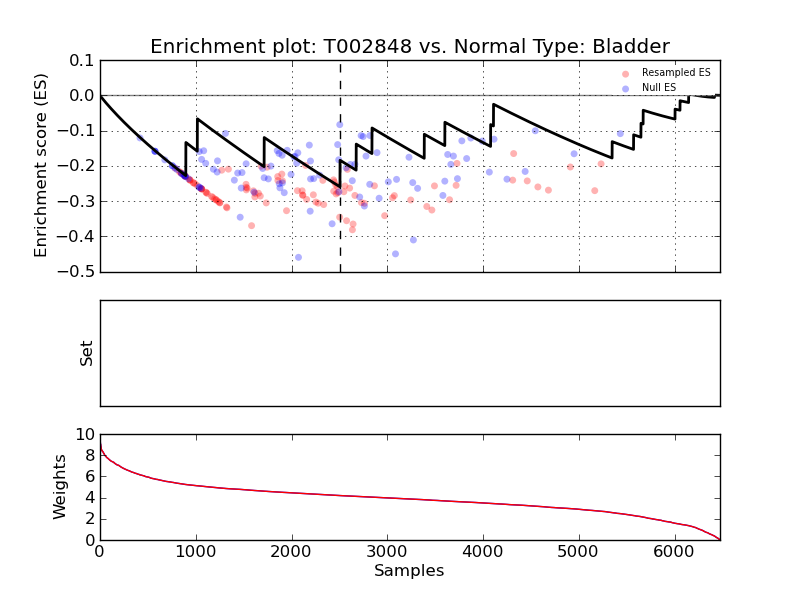 Enrichment plot: T002848 vs. Normal Type: Bladder
Enrichment score (ES)
0.1
0.0
−0.1
−0.2
−0.3
−0.4
−0.5
Resampled ES
Null ES
Set
Weights
10
8
6
4
2
0
0 1000 2000 3000 4000 5000 6000
Samples